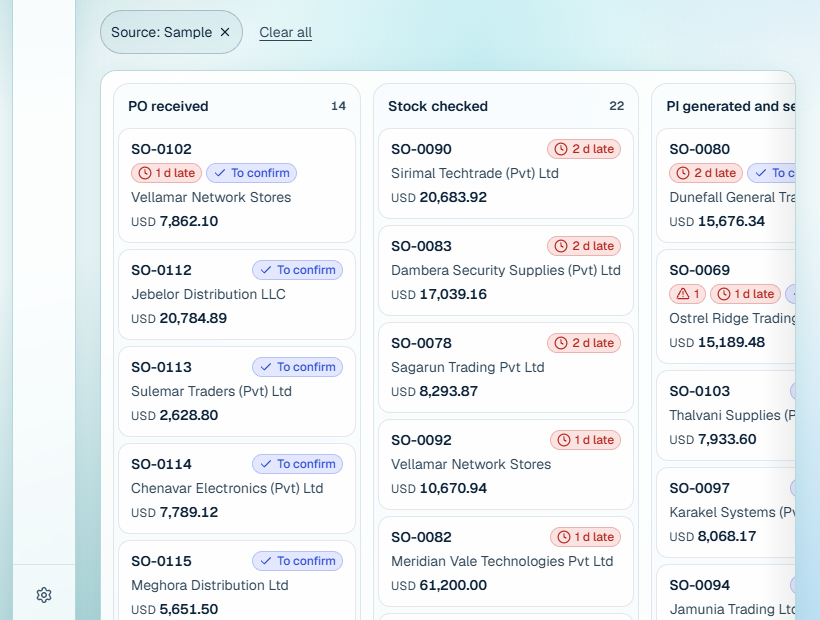 Source: Sample
Clear all
PO received 14
SO-0102
1 d late To confirm
Vellamar Network Stores
USD 7,862.10
SO-0112 To confirm
Jebelor Distribution LLC
USD 20,784.89
SO-0113 To confirm
Sulemar Traders (Pvt) Ltd
USD 2,628.80
SO-0114 To confirm
Chenavar Electronics (Pvt) Ltd
USD 7,789.12
SO-0115 To confirm
Meghora Distribution Ltd
USD 5,651.50
Stock checked 22
SO-0090 2 d late
Sirimal Techtrade (Pvt) Ltd
USD 20,683.92
SO-0083 2 d late
Dambera Security Supplies (Pvt) Ltd
USD 17,039.16
SO-0078 2 d late
Sagarun Trading Pvt Ltd
USD 8,293.87
SO-0092 1 d late
Vellamar Network Stores
USD 10,670.94
SO-0082 1 d late
Meridian Vale Technologies Pvt Ltd
USD 61,200.00
PI generated and se
SO-0080
2 d late To c
Dunefall General Tra
USD 15,676.34
SO-0069
1 1 d late
Ostrel Ridge Trading
USD 15,189.48
SO-0103
Thalvani Supplies (P
USD 7,933.60
SO-0097
Karakel Systems (Pv
USD 8,068.17
SO-0094
Jamunia Trading Ltd